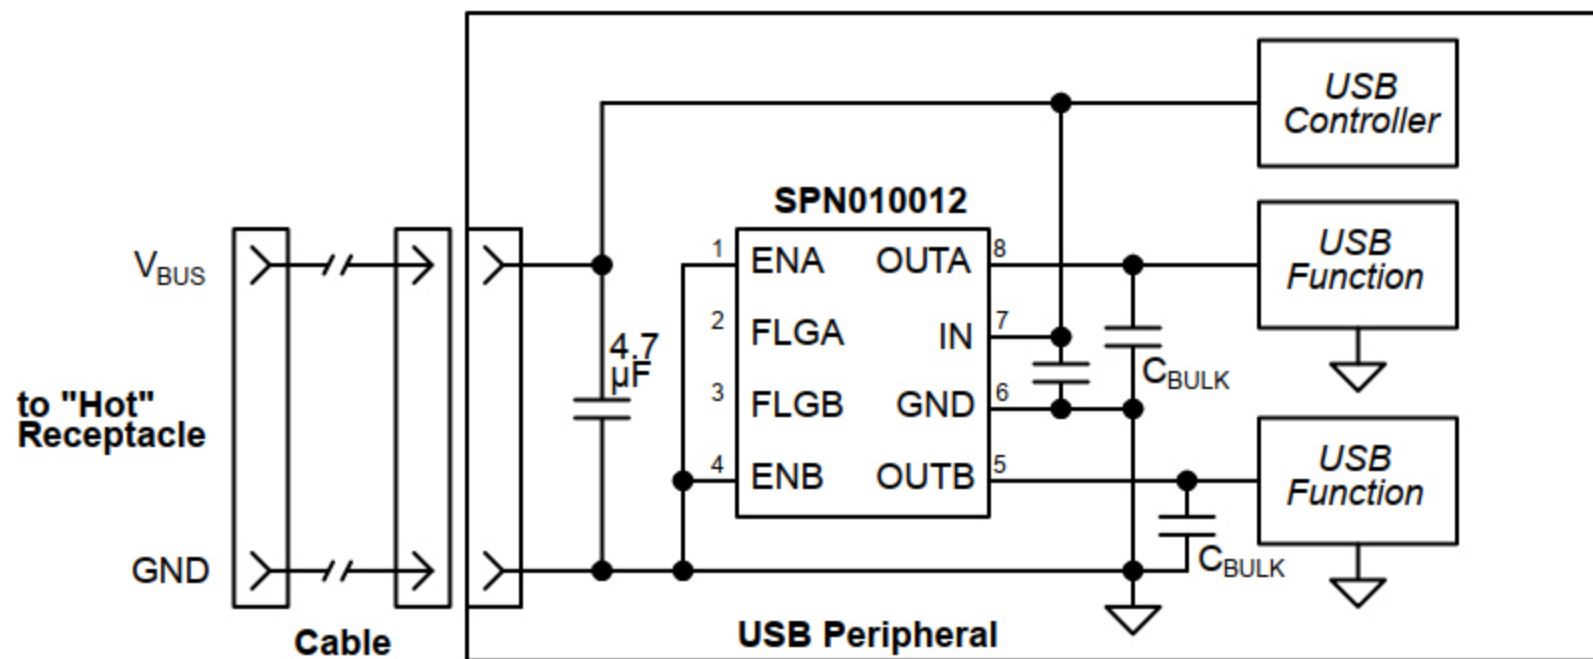 USB
Controller
SPN010012
VBUS
1 ENA OUTA 8
USB
Function
2 FLGA IN 7
4.7
µF
CBULK
to "Hot"
Receptacle
3 FLGB GND 6
4 ENB OUTB 5
USB
Function
GND
CBULK
Cable
USB Peripheral